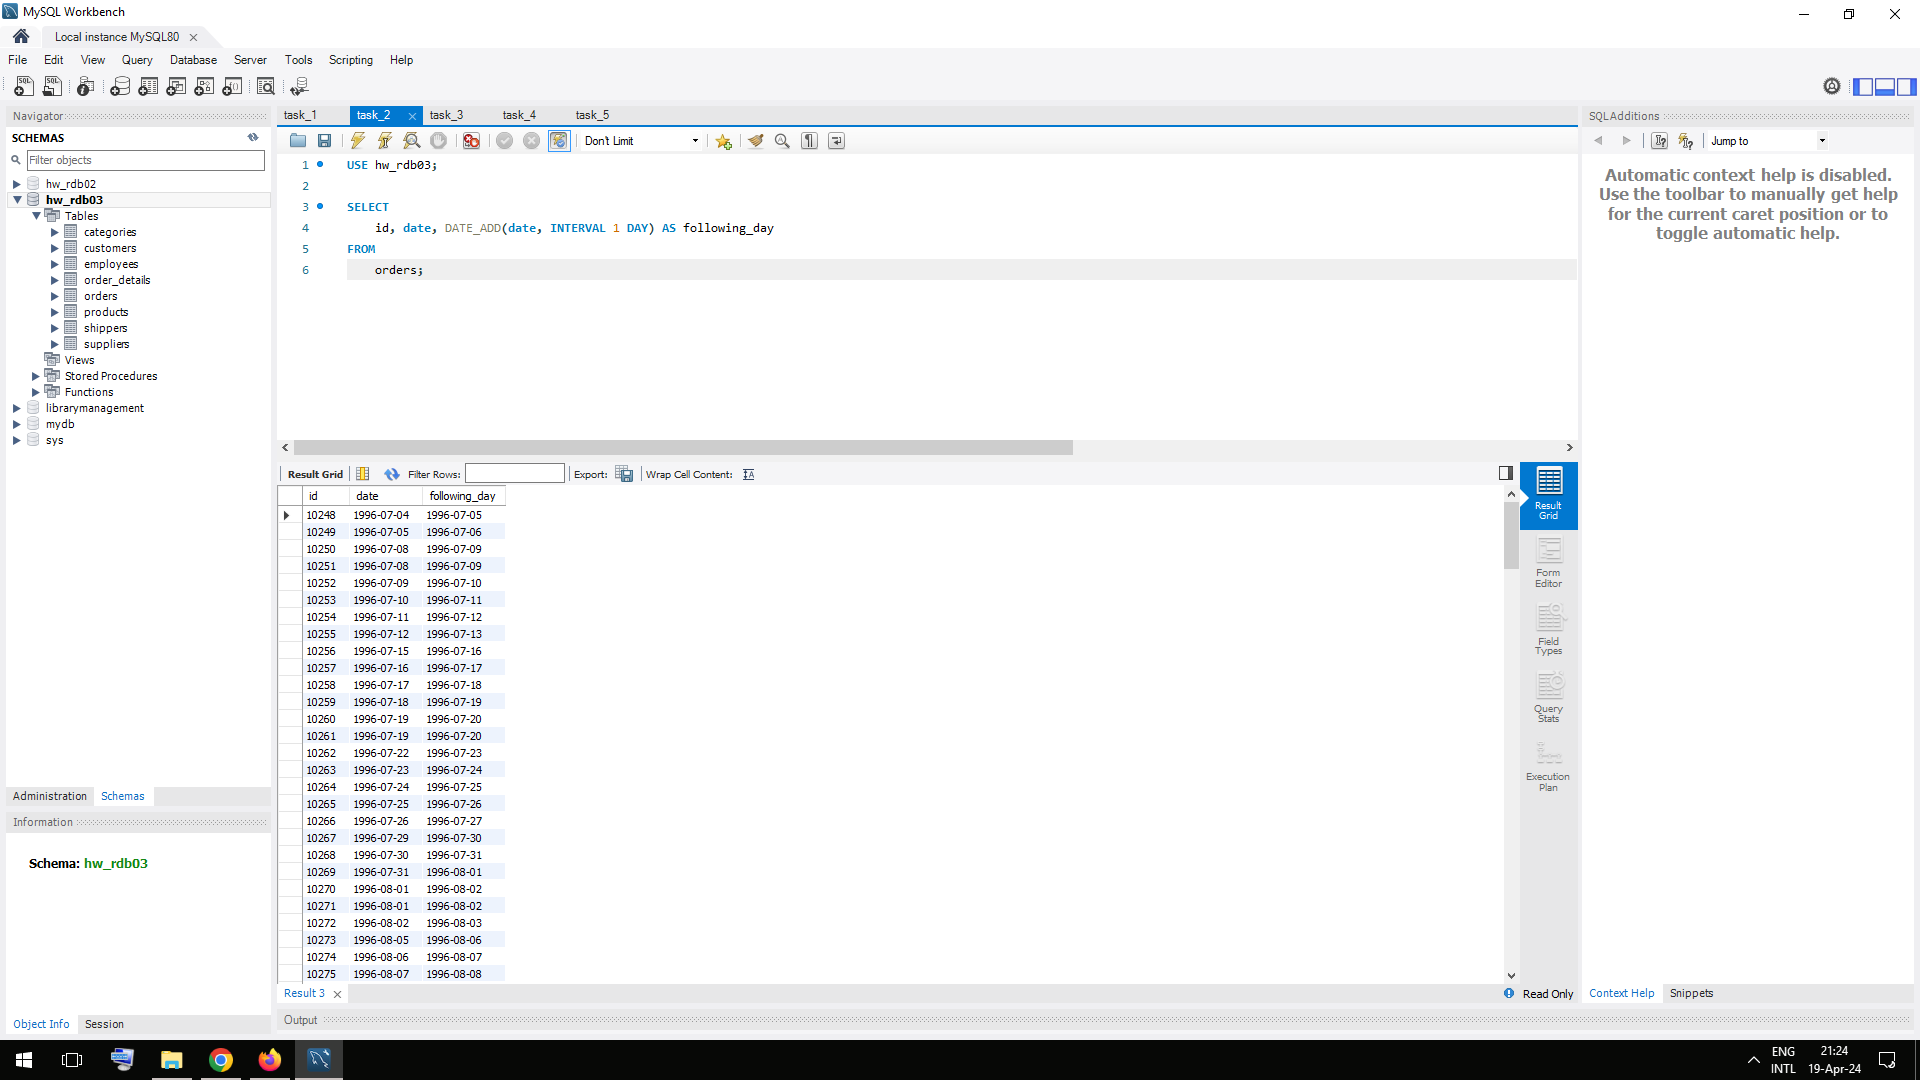 MySQL Workbench
Local instance MySQL80
File Edit View Query Database Server Tools Scripting Help
Navigator
SCHEMAS
Filter objects
hw_rdb02
hw_rdb03
Tables
categories
customers
employees
order_details
orders
products
shippers
suppliers
Views
Stored Procedures
Functions
librarymanagement
mydb
sys
Administration Schemas
Information
Schema: hw_rdb03
Object Info Session
task_1 task_2 task_3 task_4 task_5
Don't Limit
1 USE hw_rdb03;
2
3 SELECT
4 id, date, DATE_ADD(date, INTERVAL 1 DAY) AS following_day
5 FROM
6 orders;
Result Grid Filter Rows: Export: Wrap Cell Content:
id date following_day
10248 1996-07-04 1996-07-05
10249 1996-07-05 1996-07-06
10250 1996-07-08 1996-07-09
10251 1996-07-08 1996-07-09
10252 1996-07-09 1996-07-10
10253 1996-07-10 1996-07-11
10254 1996-07-11 1996-07-12
10255 1996-07-12 1996-07-13
10256 1996-07-15 1996-07-16
10257 1996-07-16 1996-07-17
10258 1996-07-17 1996-07-18
10259 1996-07-18 1996-07-19
10260 1996-07-19 1996-07-20
10261 1996-07-19 1996-07-20
10262 1996-07-22 1996-07-23
10263 1996-07-23 1996-07-24
10264 1996-07-24 1996-07-25
10265 1996-07-25 1996-07-26
10266 1996-07-26 1996-07-27
10267 1996-07-29 1996-07-30
10268 1996-07-30 1996-07-31
10269 1996-07-31 1996-08-01
10270 1996-08-01 1996-08-02
10271 1996-08-01 1996-08-02
10272 1996-08-02 1996-08-03
10273 1996-08-05 1996-08-06
10274 1996-08-06 1996-08-07
10275 1996-08-07 1996-08-08
Result 3
Read Only
Output
Result
Grid
Form
Editor
Field
Types
Query
Stats
Execution
Plan
SQLAdditions
Jump to
Automatic context help is disabled.
Use the toolbar to manually get help
for the current caret position or to
toggle automatic help.
Context Help Snippets
ENG
INTL
21:24
19-Apr-24